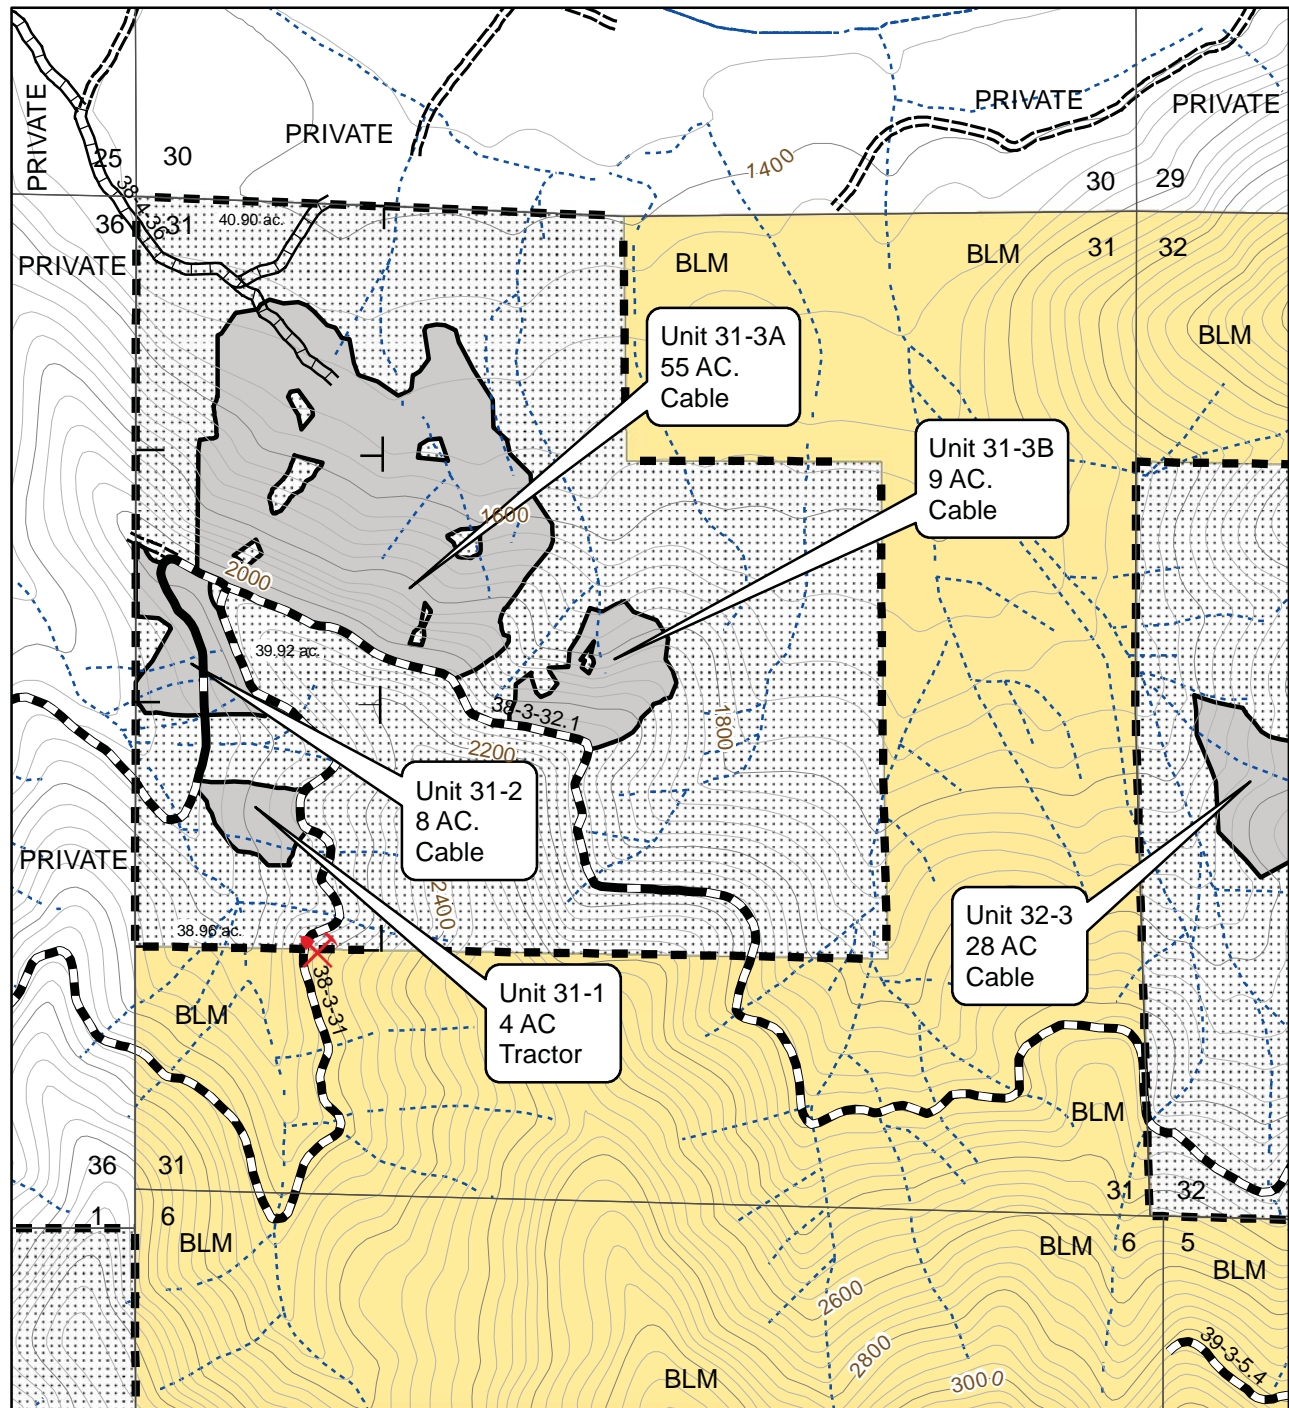 PRIVATE
PRIVATE
PRIVATE
PRIVATE
1400
25
30
30
29
38-4-36
36
31
40.90 ac.
31
32
PRIVATE
BLM
BLM
BLM
Unit 31-3A
55 AC.
Cable
Unit 31-3B
9 AC.
Cable
1600
2000
39.92 ac.
38-3-32.1
1800
2200
Unit 31-2
8 AC.
Cable
PRIVATE
2400
38.96 ac.
Unit 32-3
28 AC
Cable
38-3-31
Unit 31-1
4 AC
Tractor
BLM
BLM
36
31
31
32
1
6
BLM
BLM
6
5
BLM
2600
2800
3000
BLM
39-3-5.4